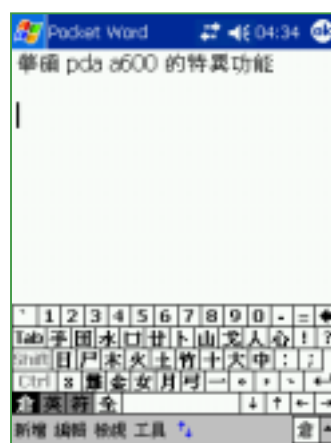 Pocket Word 04:34 ok
華碩 pda a600 的特異功能
` 1 2 3 4 5 6 7 8 9 0 - =
Tab 手 田 水 口 廿 卜 山 戈 人 心 ! ?
Shift 日 尸 木 火 土 竹 十 大 中 : ;
Ctrl 難 金 女 月 弓 一
倉 英 符 全 ↓ ↑ ← →
新增 編輯 檢視 工具 倉